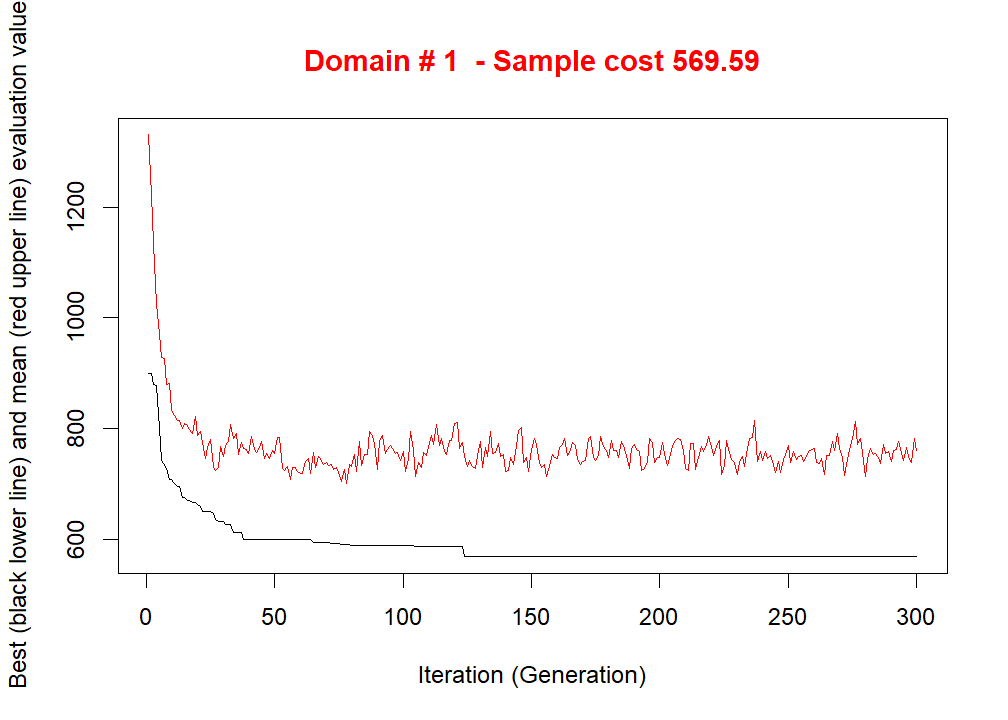 Domain # 1  - Sample cost 569.59
Best (black lower line) and mean (red upper line) evaluation value
1200
1000
800
600
0 50 100 150 200 250 300
Iteration (Generation)